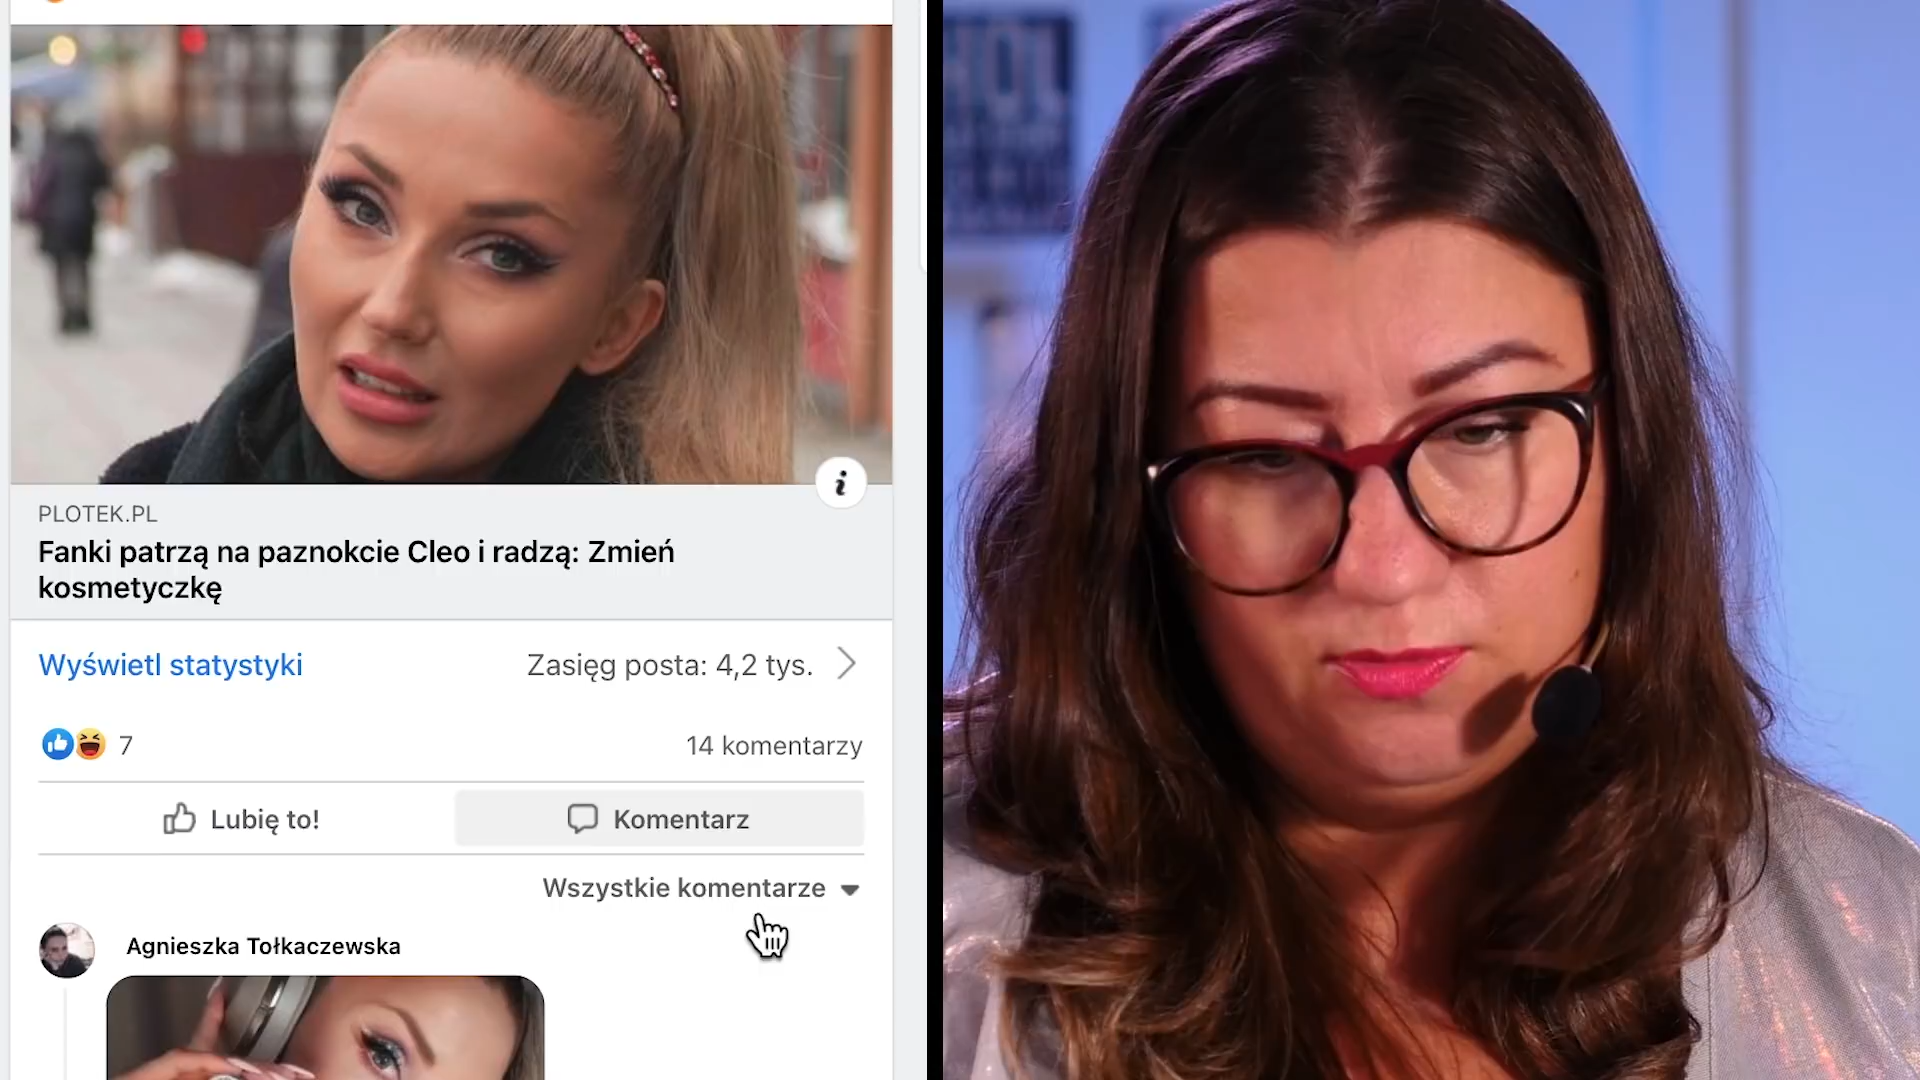 PLOTEK.PL
Fanki patrzą na paznokcie Cleo i radzą: Zmień
kosmetyczkę
Wyświetl statystyki
Zasięg posta: 4,2 tys.
7
14 komentarzy
Lubię to!
Komentarz
Wszystkie komentarze
Agnieszka Tołkaczewska